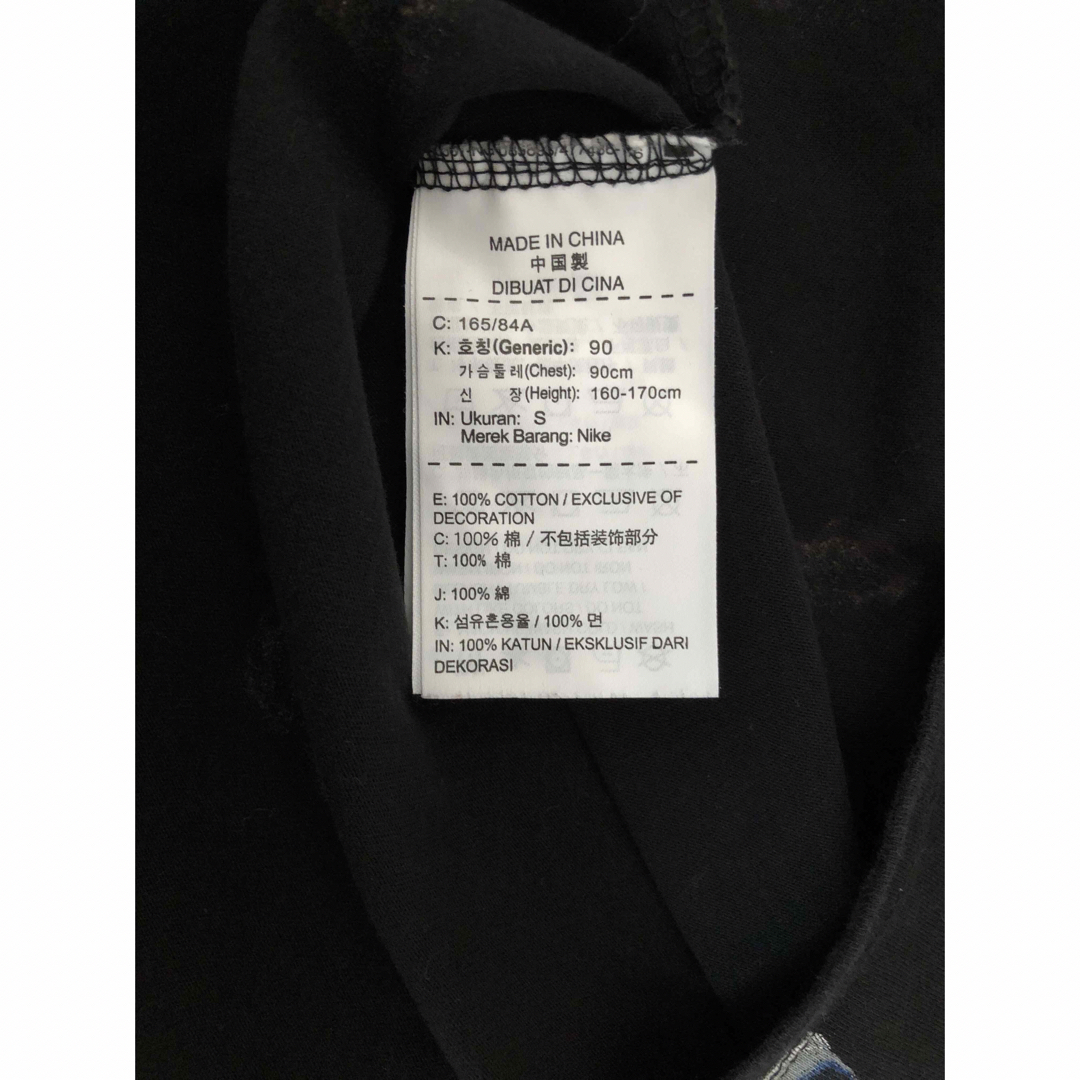 MADE IN CHINA
中国製
DIBUAT DI CINA
C: 165/84A
K: 호칭(Generic): 90
가슴둘레(Chest): 90cm
신 장(Height): 160-170cm
IN: Ukuran: S
Merek Barang: Nike
E: 100% COTTON / EXCLUSIVE OF
DECORATION
C: 100% 棉 / 不包括装饰部分
T: 100% 棉
J: 100% 綿
K: 섬유혼용율 / 100% 면
IN: 100% KATUN / EKSKLUSIF DARI
DEKORASI